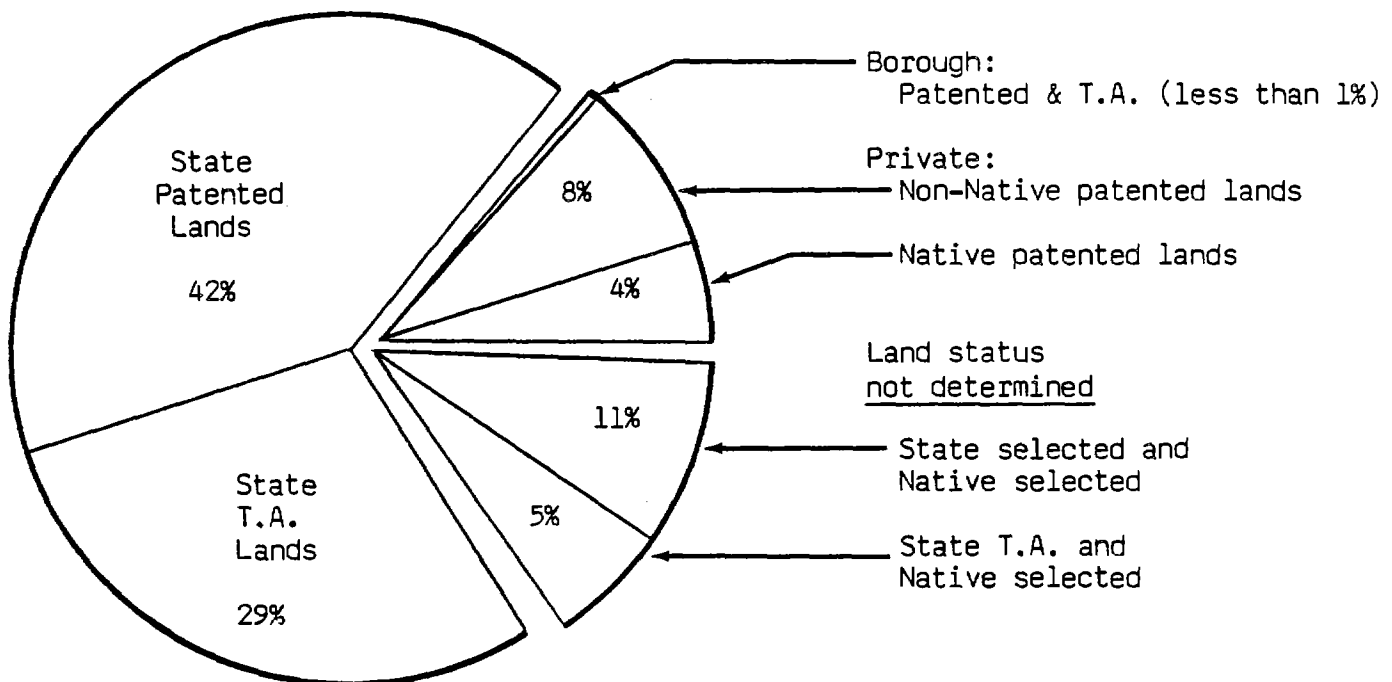 State
Patented
Lands
42%
State
T.A.
Lands
29%
8%
4%
11%
5%
Borough:
Patented & T.A. (less than 1%)
Private:
Non-Native patented lands
Native patented lands
Land status
not determined
State selected and
Native selected
State T.A. and
Native selected